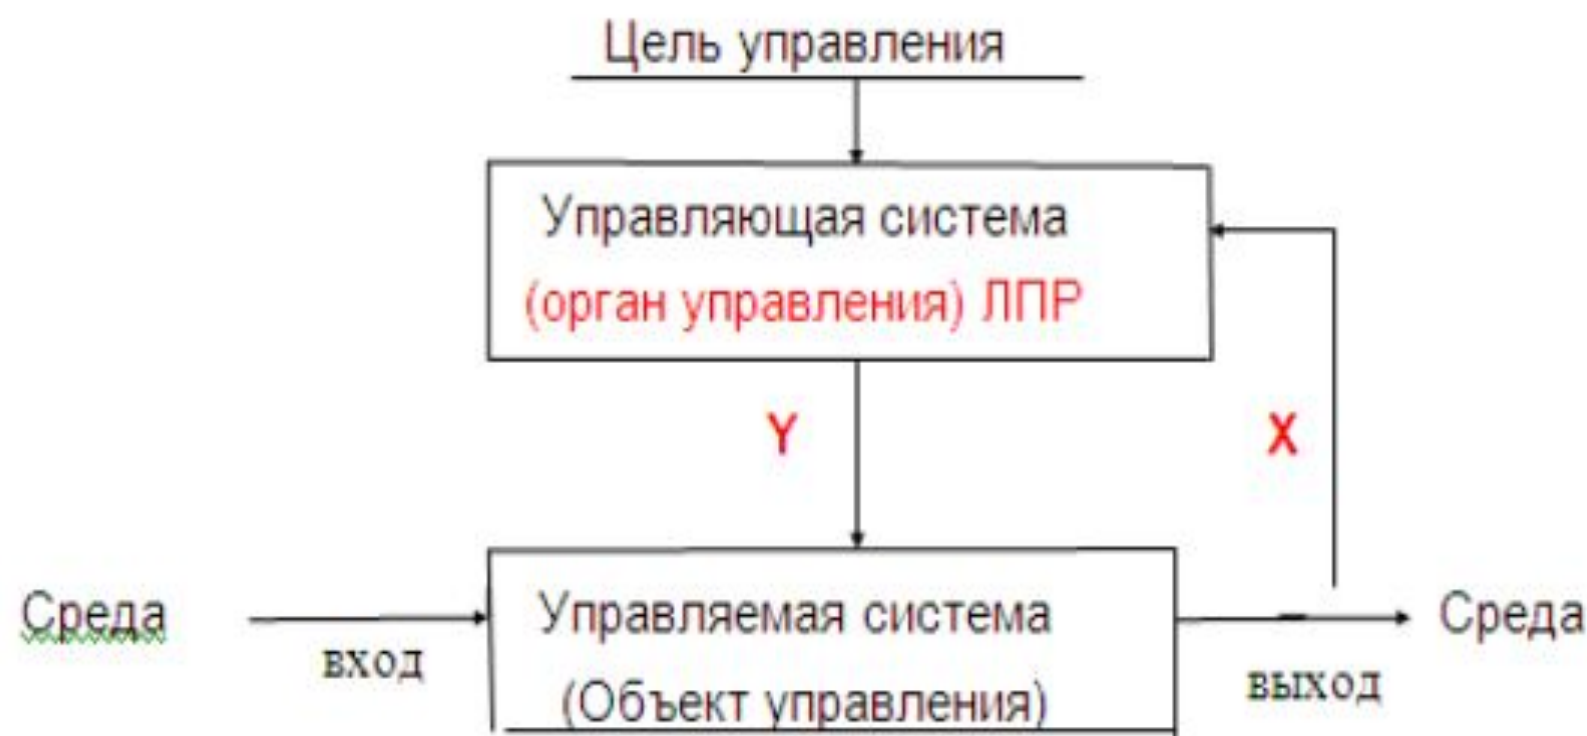 Цель управления
Управляющая система
(орган управления) ЛПР
Y
X
Среда
вход
Управляемая система
(Объект управления)
выход
Среда